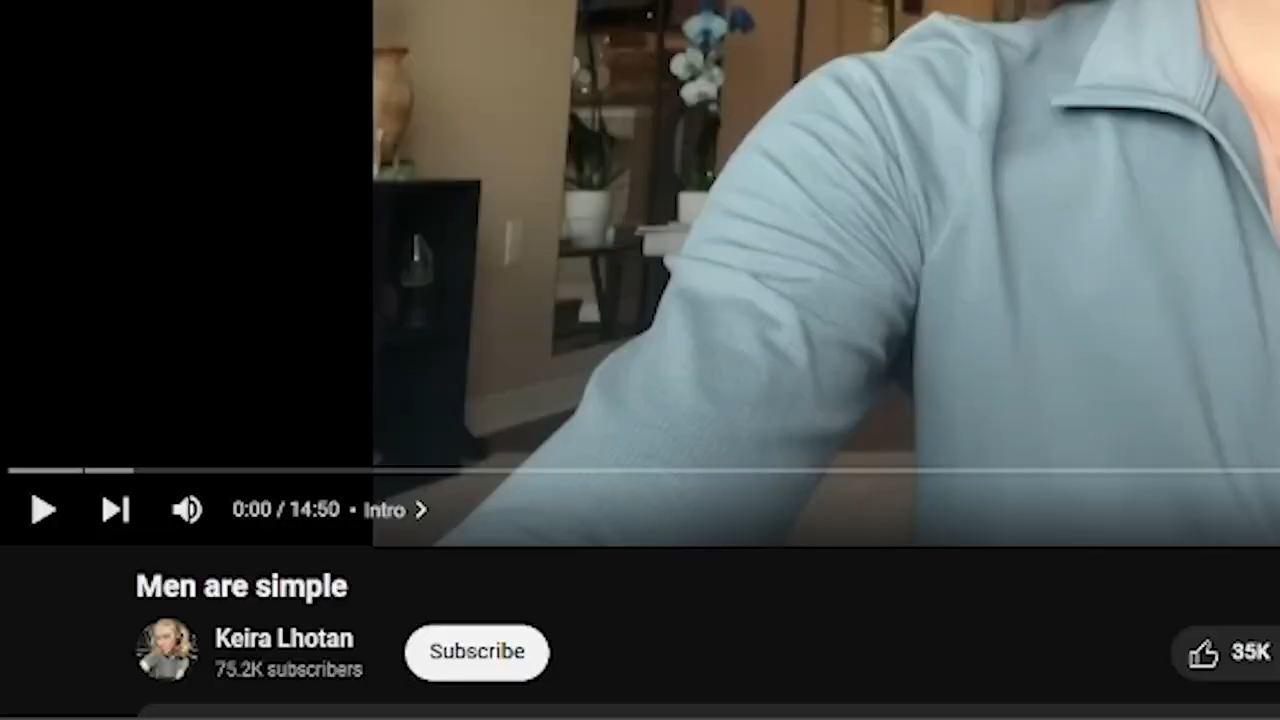 0:00 / 14:50 • Intro >
Men are simple
Keira Lhotan
75.2K subscribers
Subscribe
35K